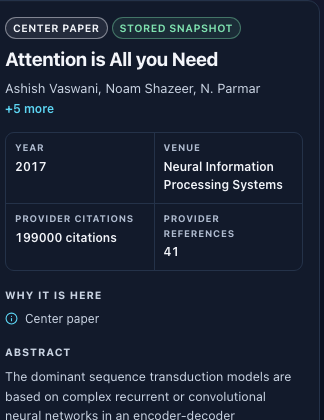 CENTER PAPER STORED SNAPSHOT
Attention is All you Need
Ashish Vaswani, Noam Shazeer, N. Parmar
+5 more
YEAR
2017
VENUE
Neural Information
Processing Systems
PROVIDER CITATIONS
199000 citations
PROVIDER
REFERENCES
41
WHY IT IS HERE
Center paper
ABSTRACT
The dominant sequence transduction models are
based on complex recurrent or convolutional
neural networks in an encoder-decoder